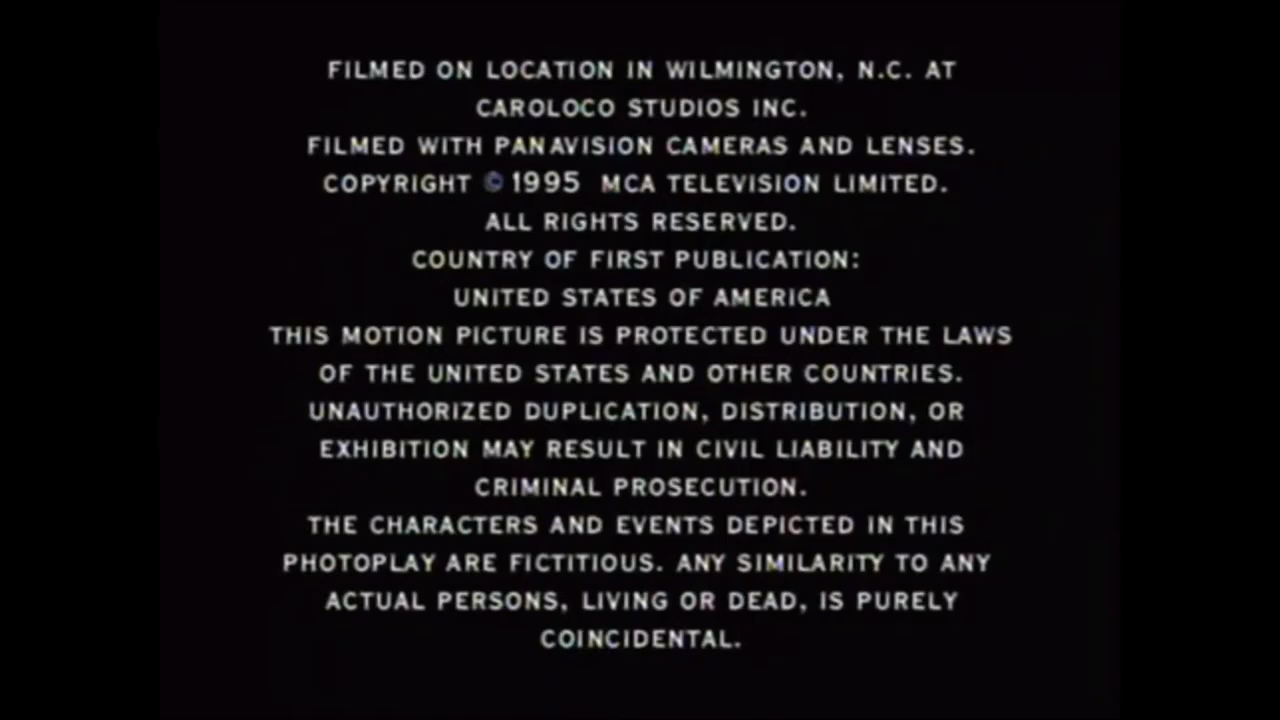 FILMED ON LOCATION IN WILMINGTON, N.C. AT
CAROLOCO STUDIOS INC.
FILMED WITH PANAVISION CAMERAS AND LENSES.
COPYRIGHT © 1995 MCA TELEVISION LIMITED.
ALL RIGHTS RESERVED.
COUNTRY OF FIRST PUBLICATION:
UNITED STATES OF AMERICA
THIS MOTION PICTURE IS PROTECTED UNDER THE LAWS
OF THE UNITED STATES AND OTHER COUNTRIES.
UNAUTHORIZED DUPLICATION, DISTRIBUTION, OR
EXHIBITION MAY RESULT IN CIVIL LIABILITY AND
CRIMINAL PROSECUTION.
THE CHARACTERS AND EVENTS DEPICTED IN THIS
PHOTOPLAY ARE FICTITIOUS. ANY SIMILARITY TO ANY
ACTUAL PERSONS, LIVING OR DEAD, IS PURELY
COINCIDENTAL.